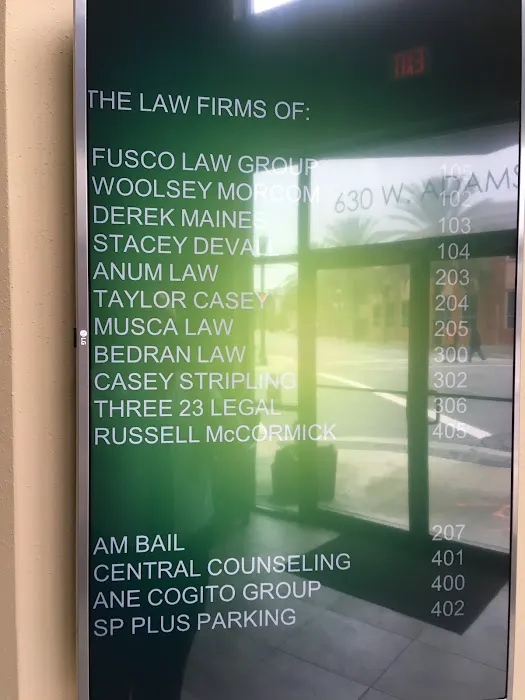 EXIT
THE LAW FIRMS OF:
FUSCO LAW GROUP 105
WOOLSEY MORCOM 102
630 W. ADAMS
DEREK MAINES 103
STACEY DEVALL 104
ANUM LAW 203
TAYLOR CASEY 204
MUSCA LAW 205
LG
BEDRAN LAW 300
CASEY STRIPLING 302
THREE 23 LEGAL 306
RUSSELL McCORMICK 405
AM BAIL 207
CENTRAL COUNSELING 401
ANE COGITO GROUP 400
SP PLUS PARKING 402